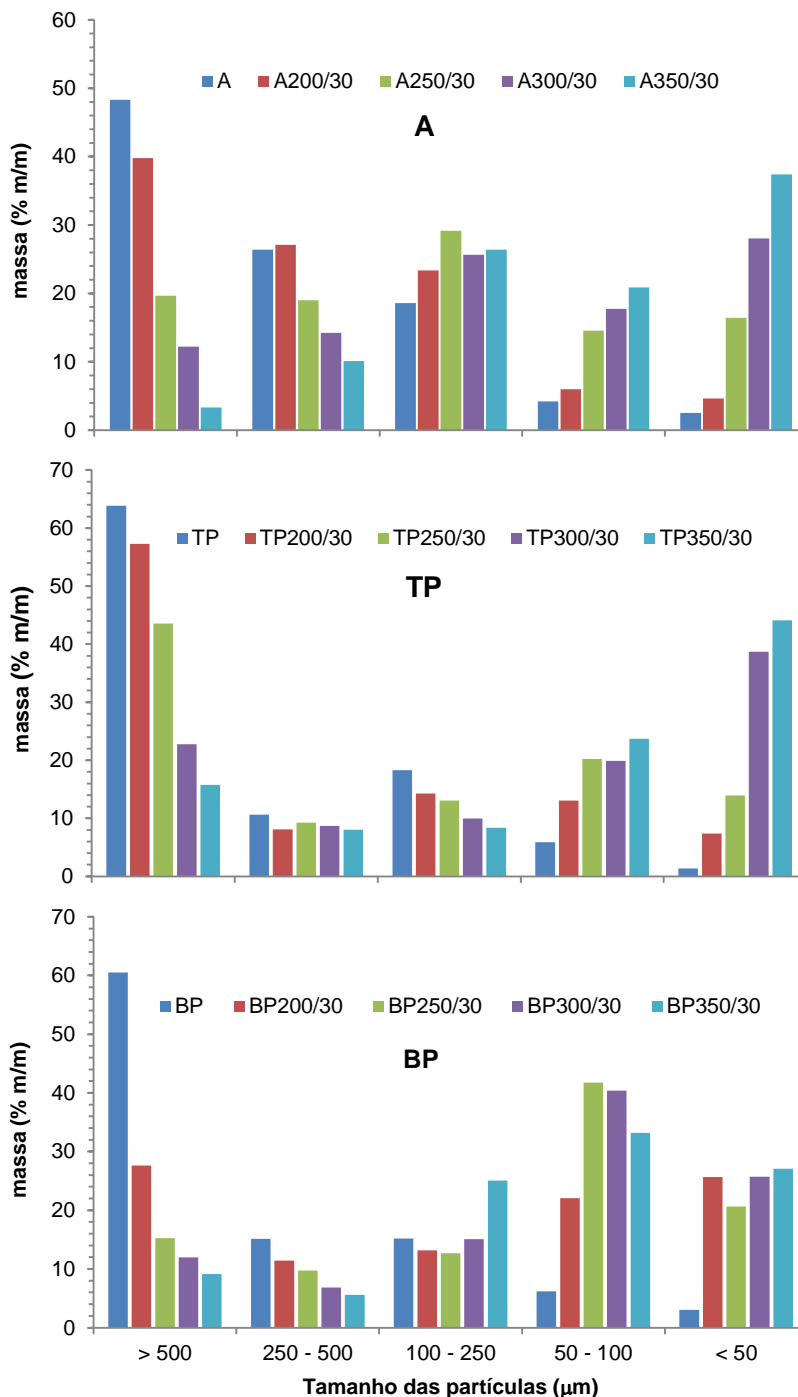 60
A A200/30 A250/30 A300/30 A350/30
50
A
40
massa (% m/m)
30
20
10
0
70
TP TP200/30 TP250/30 TP300/30 TP350/30
60
TP
50
massa (% m/m)
40
30
20
10
0
70
60
BP BP200/30 BP250/30 BP300/30 BP350/30
50
BP
massa (% m/m)
40
30
20
10
0
> 500 250 - 500 100 - 250 50 - 100 < 50
Tamanho das partículas (μm)